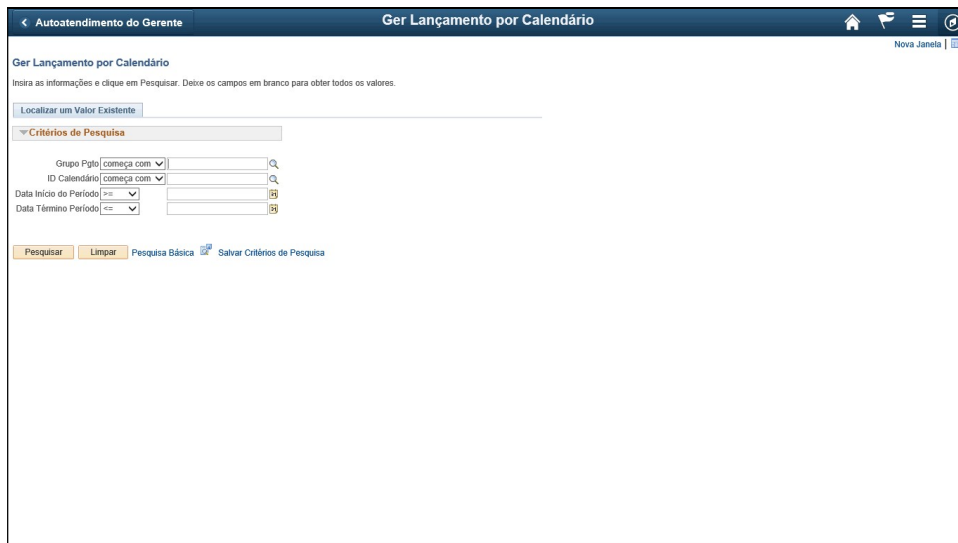 Autoatendimento do Gerente
Ger Lançamento por Calendário
Nova Janela |
Ger Lançamento por Calendário
Insira as informações e clique em Pesquisar. Deixe os campos em branco para obter todos os valores.
Localizar um Valor Existente
Critérios de Pesquisa
Grupo Pgto começa com
ID Calendário começa com
Data Início do Período >=
Data Término Período <=
Pesquisar Limpar Pesquisa Básica Salvar Critérios de Pesquisa